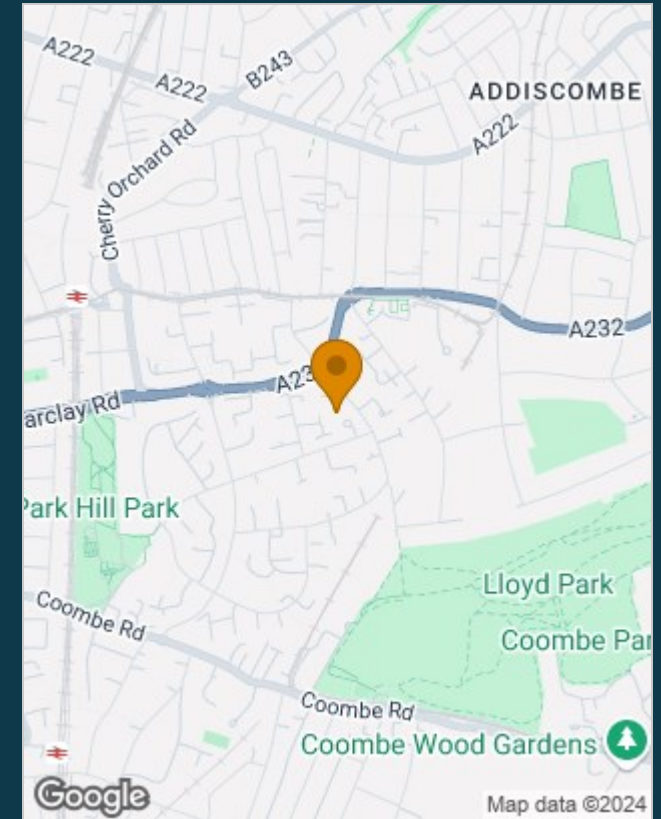 A222
A222
B243
ADDISCOMBE
A222
Cherry Orchard Rd
A232
A23
arclay Rd
Park Hill Park
Lloyd Park
Coombe Rd
Coombe Par
Coombe Rd
Coombe Wood Gardens
Google
Map data ©2024